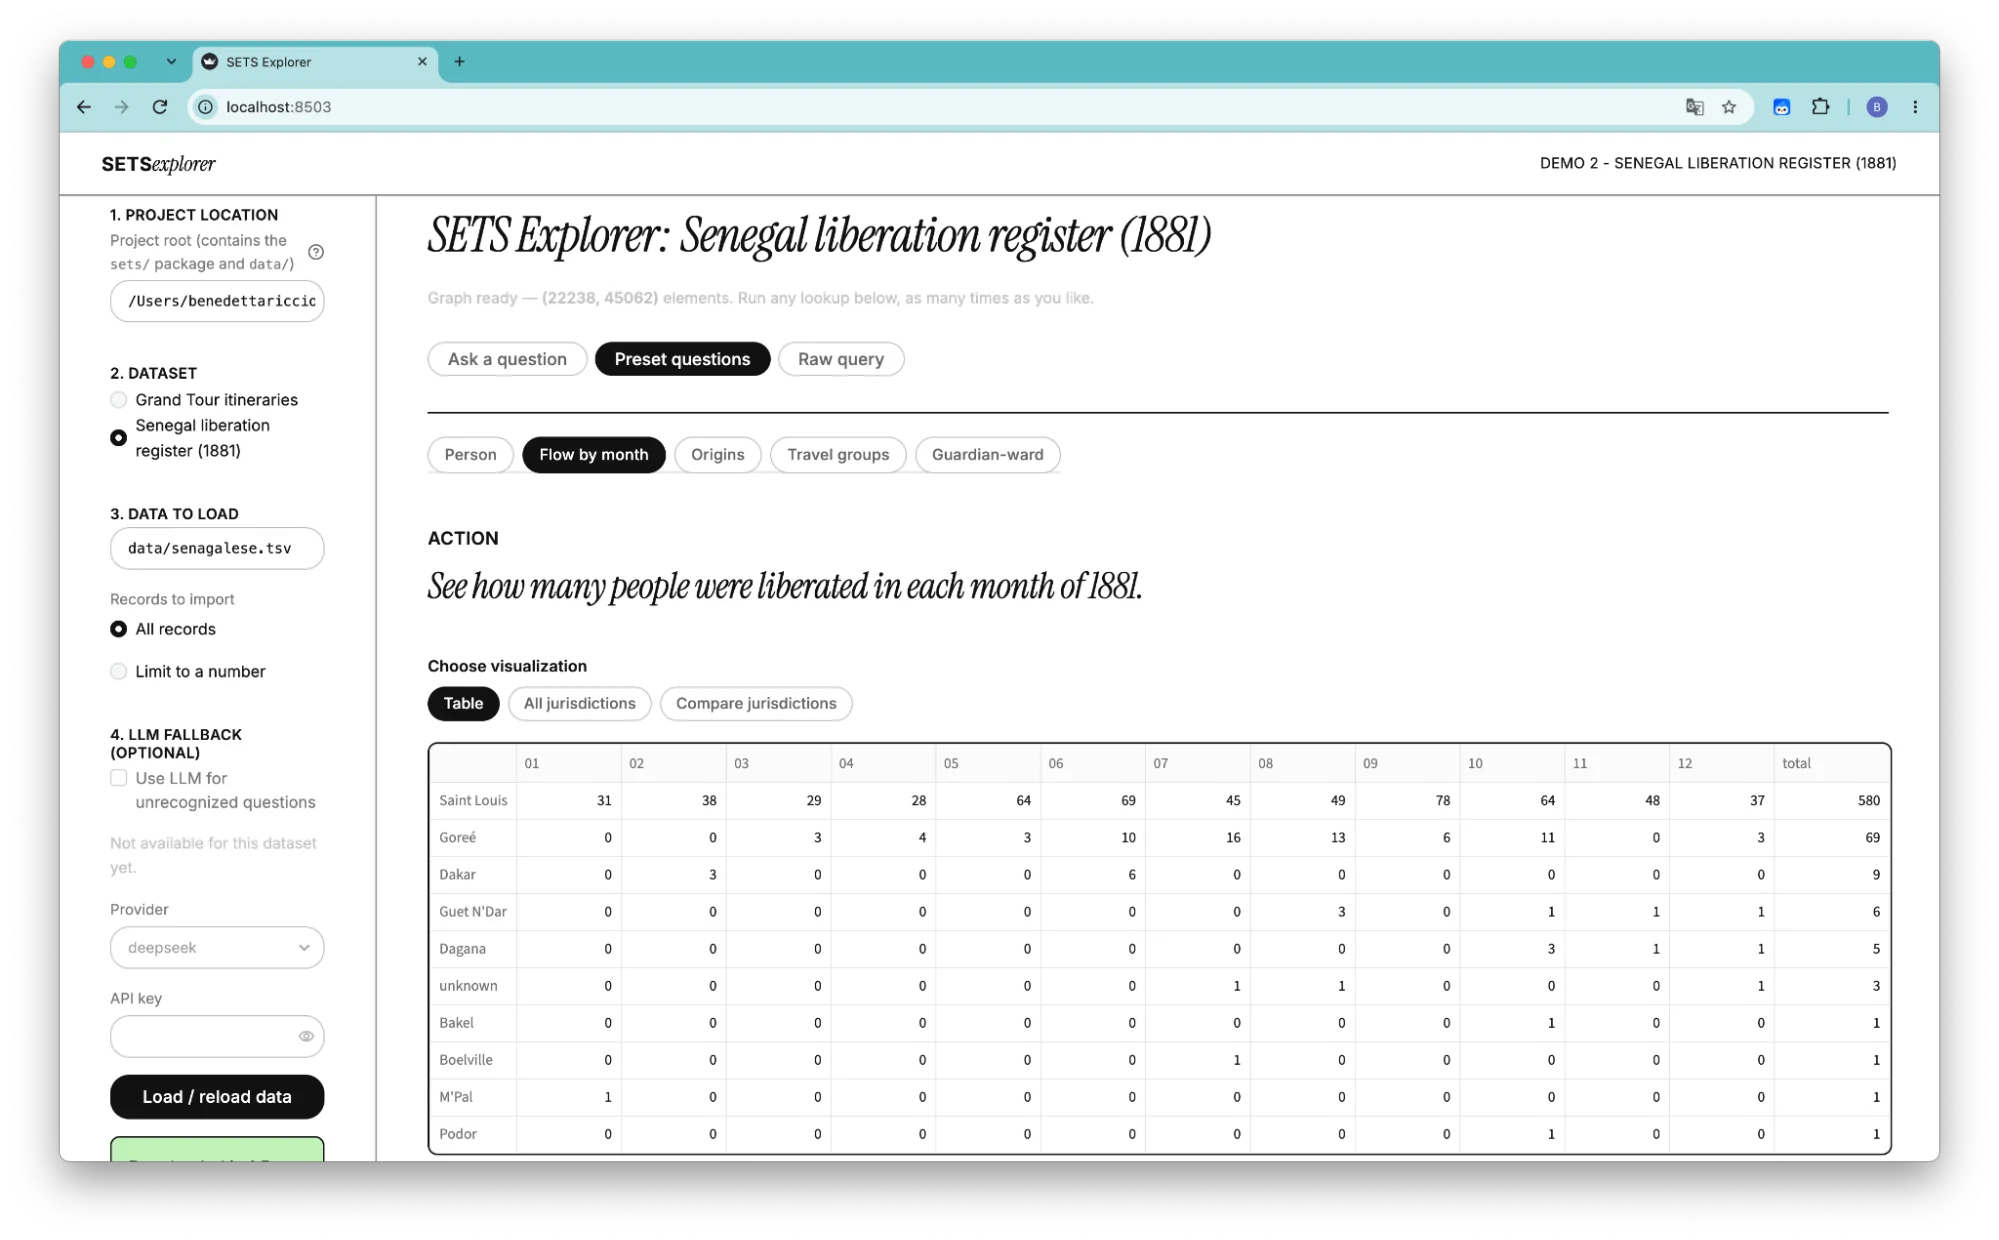 SETS Explorer
localhost:8503
B
SETSexplorer
DEMO 2 - SENEGAL LIBERATION REGISTER (1881)
1. PROJECT LOCATION
Project root (contains the
sets/ package and data/)
/Users/benedettariccio
2. DATASET
Grand Tour itineraries
Senegal liberation
register (1881)
3. DATA TO LOAD
data/senagalese.tsv
Records to import
All records
Limit to a number
4. LLM FALLBACK
(OPTIONAL)
Use LLM for
unrecognized questions
Not available for this dataset
yet.
Provider
deepseek
API key
Load / reload data
SETS Explorer: Senegal liberation register (1881)
Graph ready — (22238, 45062) elements. Run any lookup below, as many times as you like.
Ask a question Preset questions Raw query
Person Flow by month Origins Travel groups Guardian-ward
ACTION
See how many people were liberated in each month of 1881.
Choose visualization
Table All jurisdictions Compare jurisdictions
01 02 03 04 05 06 07 08 09 10 11 12 total
Saint Louis 31 38 29 28 64 69 45 49 78 64 48 37 580
Goreé 0 0 3 4 3 10 16 13 6 11 0 3 69
Dakar 0 3 0 0 0 6 0 0 0 0 0 0 9
Guet N'Dar 0 0 0 0 0 0 0 3 0 1 1 1 6
Dagana 0 0 0 0 0 0 0 0 0 3 1 1 5
unknown 0 0 0 0 0 0 1 1 0 0 0 1 3
Bakel 0 0 0 0 0 0 0 0 0 1 0 0 1
Boelville 0 0 0 0 0 0 1 0 0 0 0 0 1
M'Pal 1 0 0 0 0 0 0 0 0 0 0 0 1
Podor 0 0 0 0 0 0 0 0 0 1 0 0 1